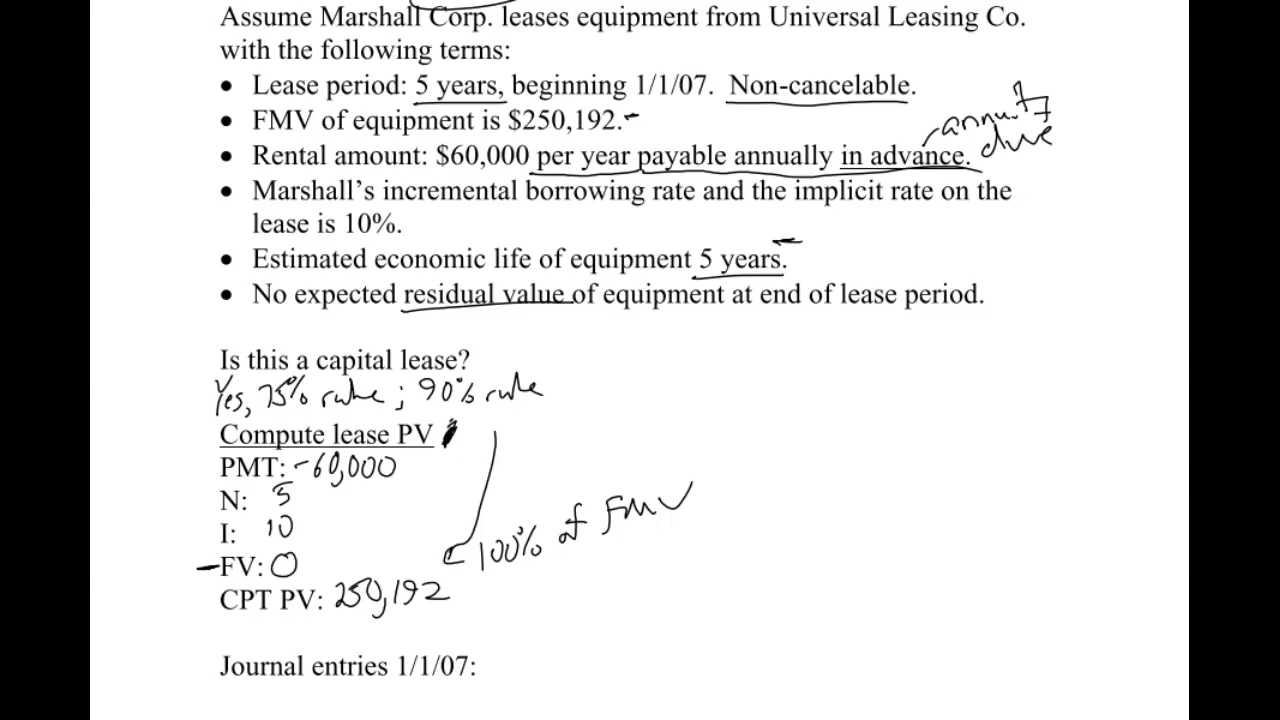 Assume Marshall Corp. leases equipment from Universal Leasing Co.
with the following terms:
• Lease period: 5 years, beginning 1/1/07. Non-cancelable.
• FMV of equipment is $250,192.
annuity
due
• Rental amount: $60,000 per year payable annually in advance.
• Marshall's incremental borrowing rate and the implicit rate on the
lease is 10%.
• Estimated economic life of equipment 5 years.
• No expected residual value of equipment at end of lease period.
Is this a capital lease?
Yes, 75% rule; 90% rule
Compute lease PV
PMT: -60,000
N: 5
I: 10
100% of FMV
FV: 0
CPT PV: 250,192
Journal entries 1/1/07: